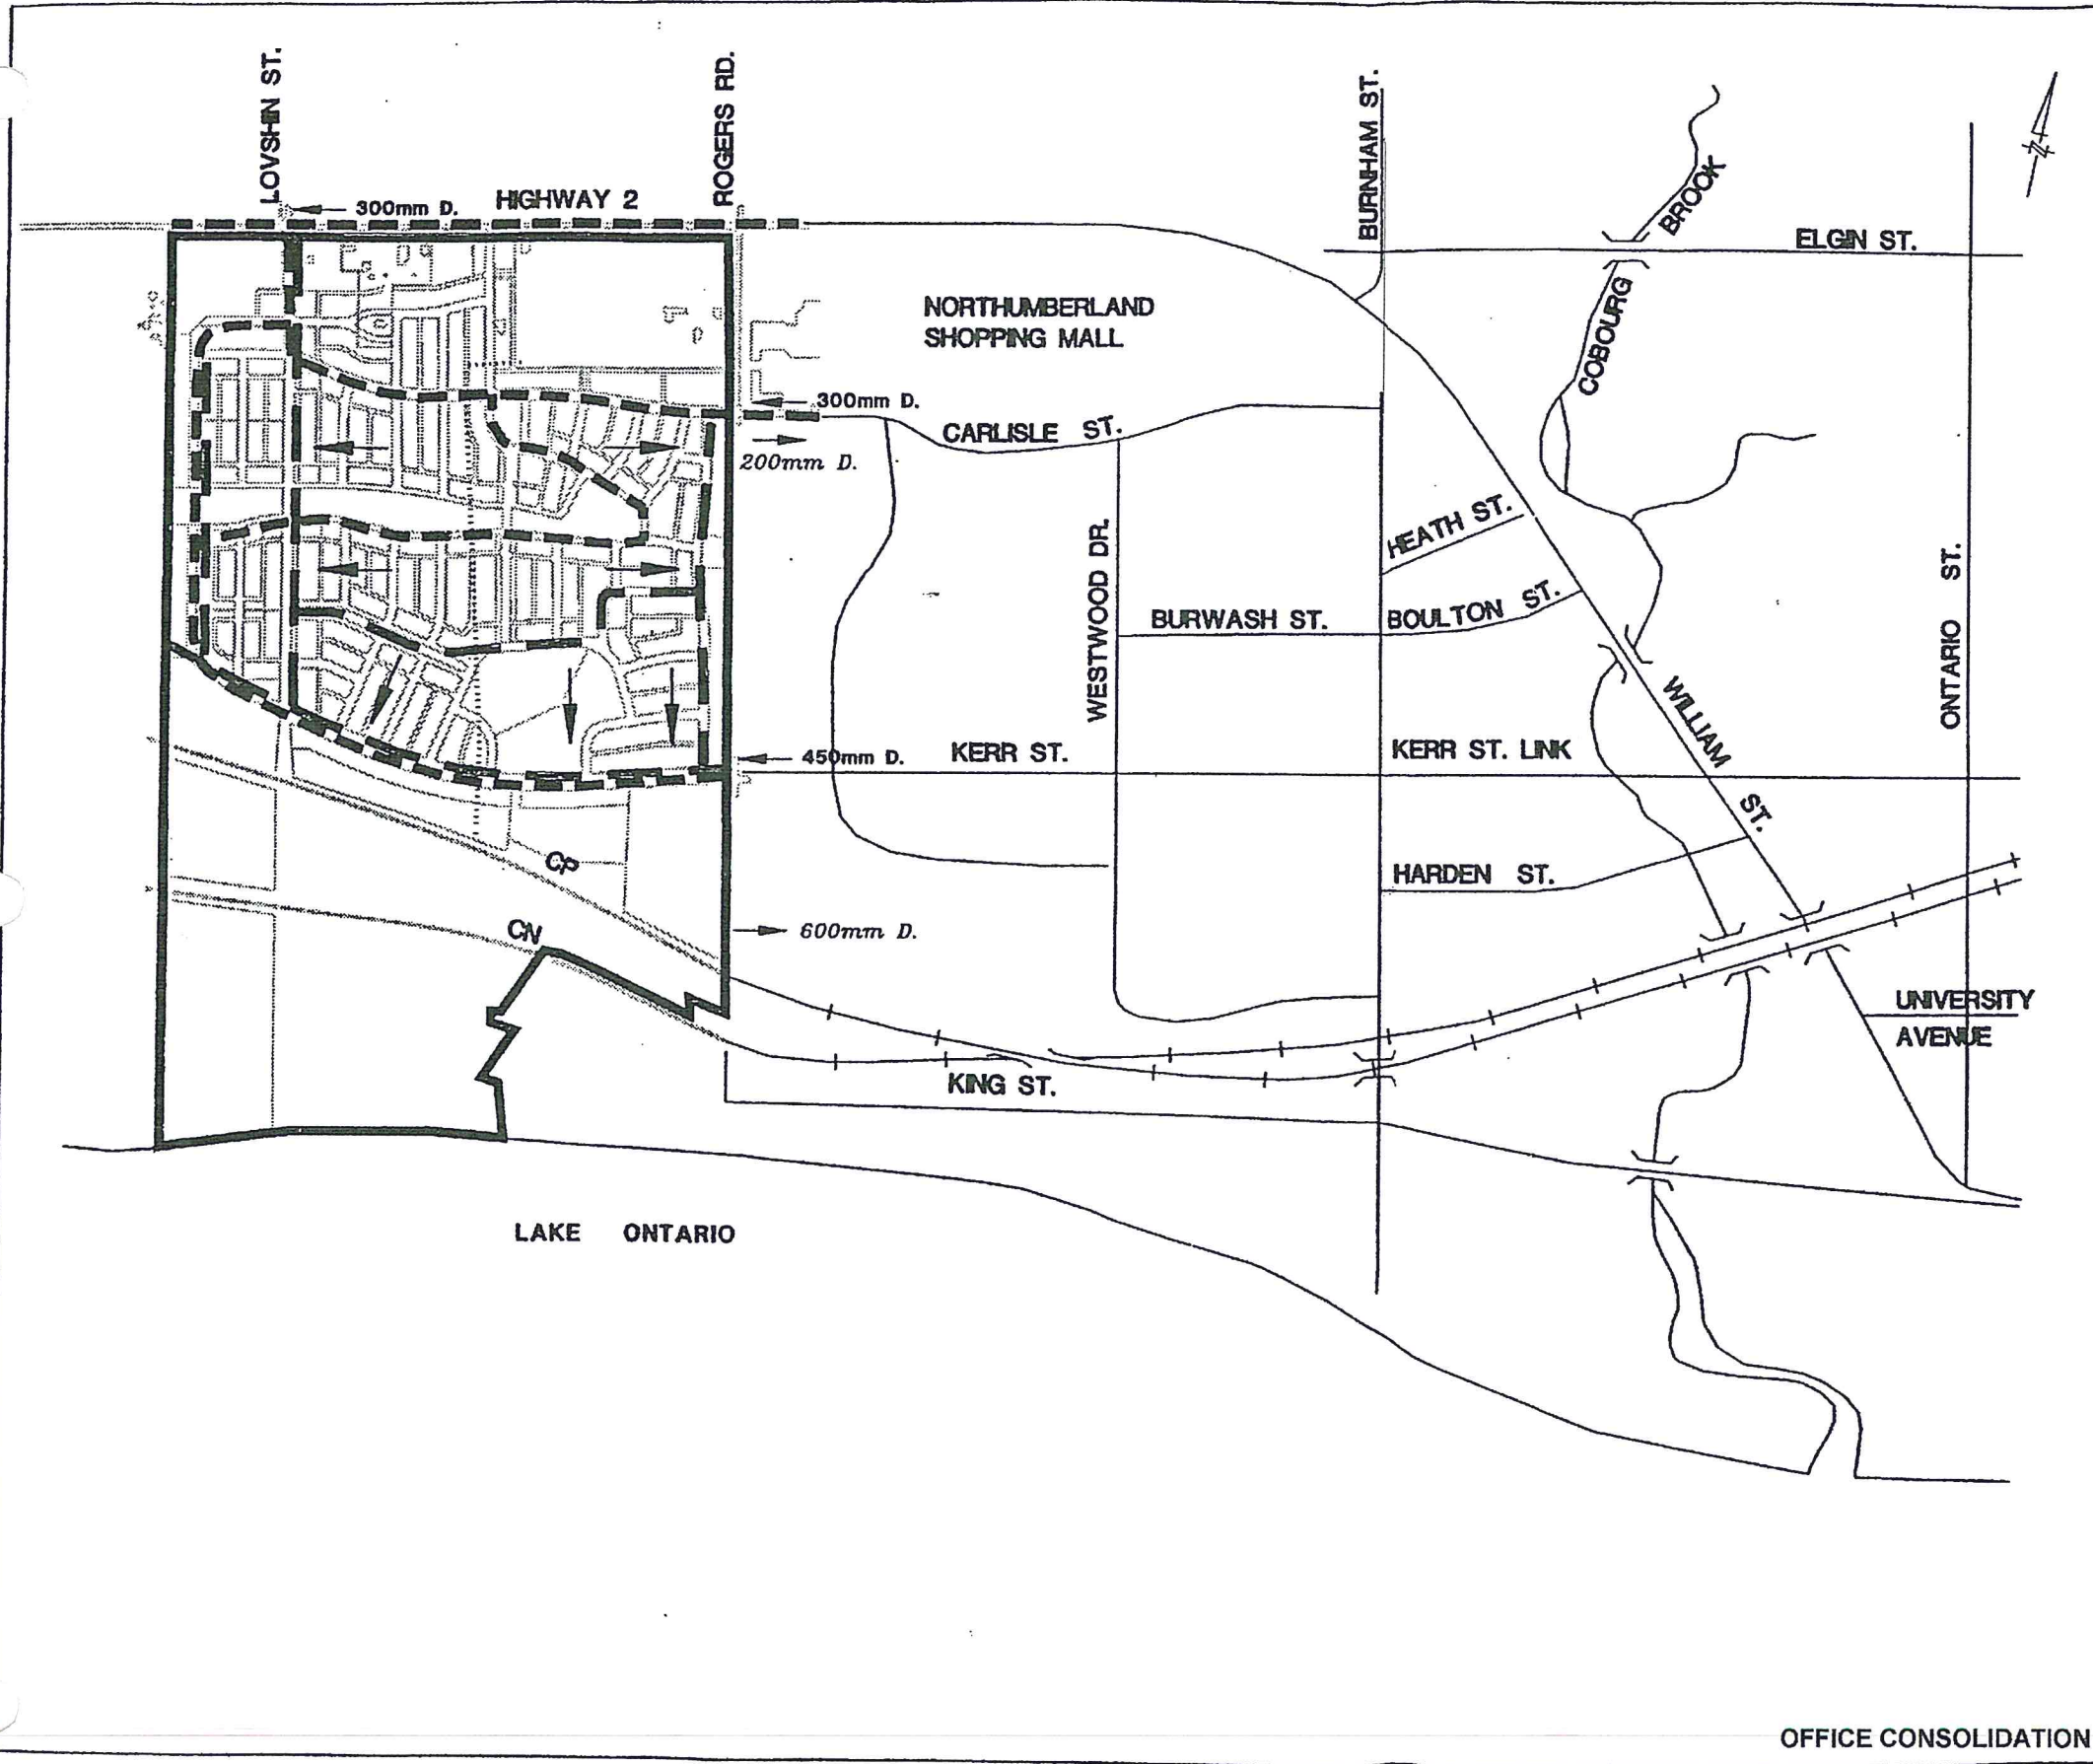 LOVSHIN ST.
ROGERS RD.
BURNHAM ST.
300mm D.
HIGHWAY 2
BROOK
ELGIN ST.
COBOURG
NORTHUMBERLAND
SHOPPING MALL
300mm D.
CARLISLE ST.
200mm D.
WESTWOOD DR.
HEATH ST.
ONTARIO ST.
BURWASH ST.
BOULTON ST.
WILLIAM ST.
450mm D.
KERR ST.
KERR ST. LINK
CP
HARDEN ST.
CN
600mm D.
UNIVERSITY
AVENUE
KING ST.
LAKE ONTARIO
OFFICE CONSOLIDATION